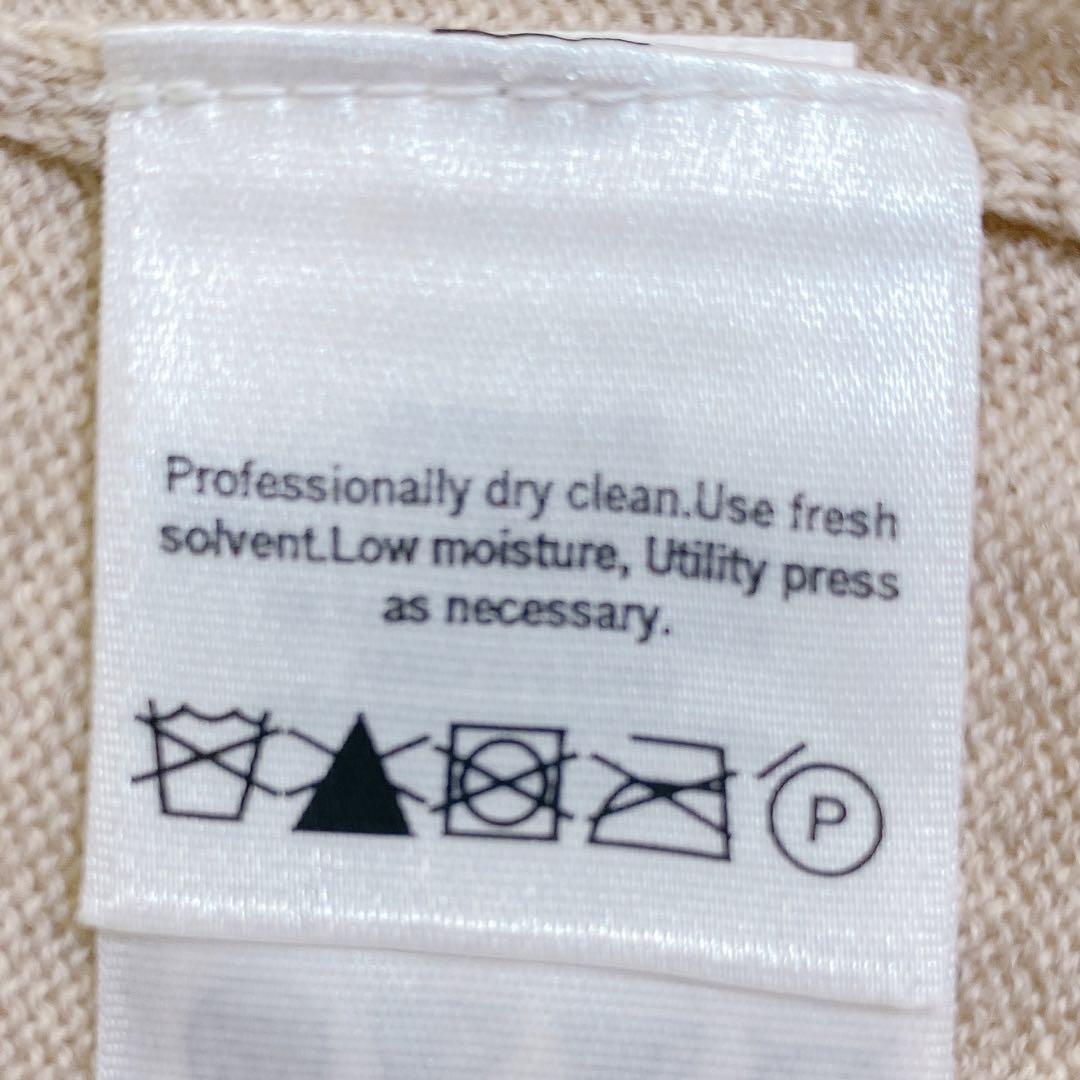 Professionally dry clean.Use fresh
solvent.Low moisture, Utility press
as necessary.
P